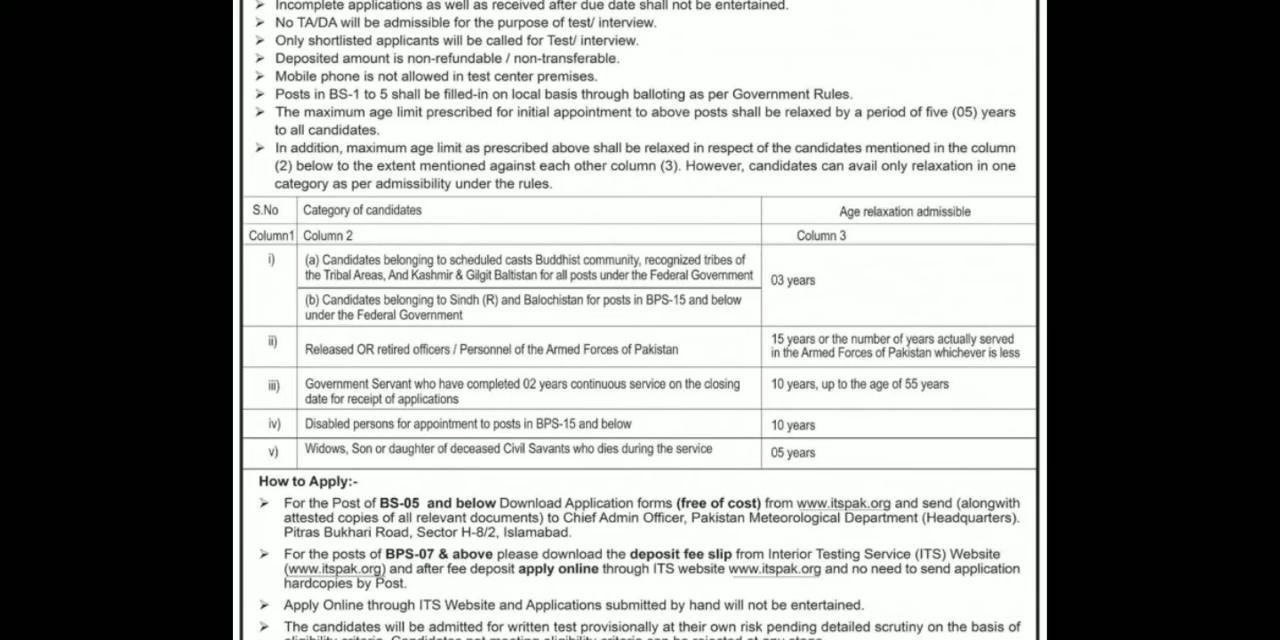 ➢ Incomplete applications as well as received after due date shall not be entertained.
➢ No TA/DA will be admissible for the purpose of test/ interview.
➢ Only shortlisted applicants will be called for Test/ interview.
➢ Deposited amount is non-refundable / non-transferable.
➢ Mobile phone is not allowed in test center premises.
➢ Posts in BS-1 to 5 shall be filled-in on local basis through balloting as per Government Rules.
➢ The maximum age limit prescribed for initial appointment to above posts shall be relaxed by a period of five (05) years
to all candidates.
➢ In addition, maximum age limit as prescribed above shall be relaxed in respect of the candidates mentioned in the column
(2) below to the extent mentioned against each other column (3). However, candidates can avail only relaxation in one
category as per admissibility under the rules.
S.No Category of candidates Age relaxation admissible
Column1 Column 2 Column 3
i) (a) Candidates belonging to scheduled casts Buddhist community, recognized tribes of
the Tribal Areas, And Kashmir & Gilgit Baltistan for all posts under the Federal Government
03 years
(b) Candidates belonging to Sindh (R) and Balochistan for posts in BPS-15 and below
under the Federal Government
ii) Released OR retired officers / Personnel of the Armed Forces of Pakistan
15 years or the number of years actually served
in the Armed Forces of Pakistan whichever is less
iii) Government Servant who have completed 02 years continuous service on the closing
date for receipt of applications
10 years, up to the age of 55 years
iv) Disabled persons for appointment to posts in BPS-15 and below 10 years
v) Widows, Son or daughter of deceased Civil Savants who dies during the service 05 years
How to Apply:-
➢ For the Post of BS-05 and below Download Application forms (free of cost) from www.itspak.org and send (alongwith
attested copies of all relevant documents) to Chief Admin Officer, Pakistan Meteorological Department (Headquarters).
Pitras Bukhari Road, Sector H-8/2, Islamabad.
➢ For the posts of BPS-07 & above please download the deposit fee slip from Interior Testing Service (ITS) Website
(www.itspak.org) and after fee deposit apply online through ITS website www.itspak.org and no need to send application
hardcopies by Post.
➢ Apply Online through ITS Website and Applications submitted by hand will not be entertained.
➢ The candidates will be admitted for written test provisionally at their own risk pending detailed scrutiny on the basis of